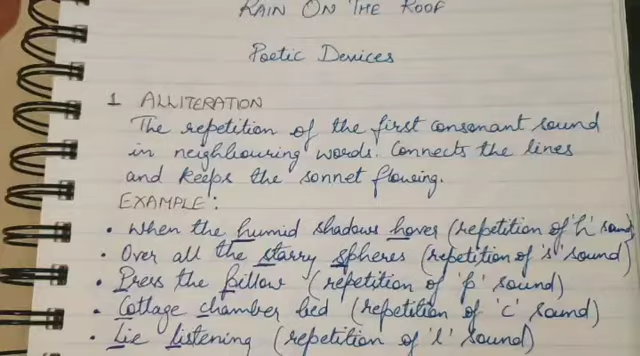 RAIN ON THE ROOF
Poetic Devices
1 ALLITERATION
The repetition of the first consonant sound
in neighbouring words. Connects the lines
and keeps the sonnet flowing.
EXAMPLE:
• When the humid shadows hover (repetition of 'h' sound)
• Over all the starry spheres (repetition of 's' sound)
• Press the pillow (repetition of 'p' sound)
• Cottage chamber bed (repetition of 'c' sound)
• Lie listening (repetition of 'l' sound)